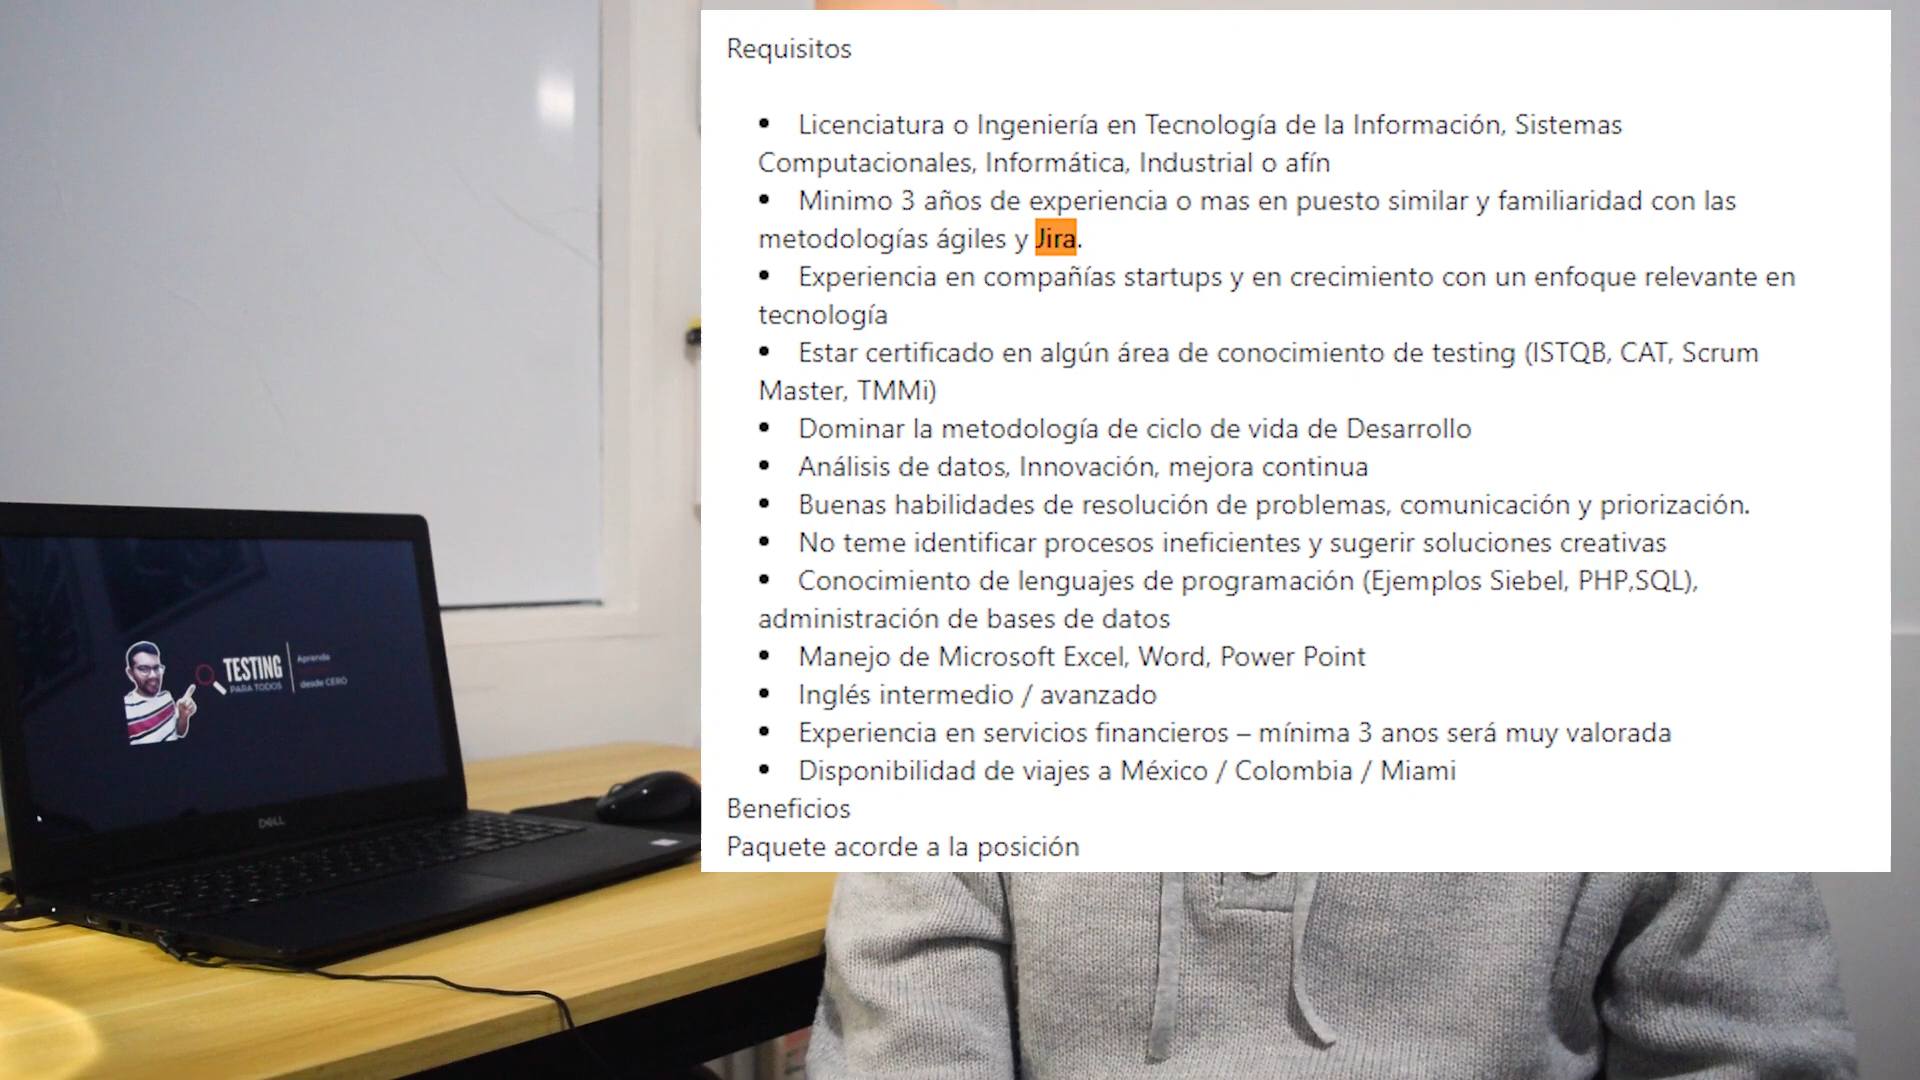 Requisitos
• Licenciatura o Ingeniería en Tecnología de la Información, Sistemas
Computacionales, Informática, Industrial o afín
• Minimo 3 años de experiencia o mas en puesto similar y familiaridad con las
metodologías ágiles y Jira.
• Experiencia en compañías startups y en crecimiento con un enfoque relevante en
tecnología
• Estar certificado en algún área de conocimiento de testing (ISTQB, CAT, Scrum
Master, TMMi)
• Dominar la metodología de ciclo de vida de Desarrollo
• Análisis de datos, Innovación, mejora continua
• Buenas habilidades de resolución de problemas, comunicación y priorización.
• No teme identificar procesos ineficientes y sugerir soluciones creativas
• Conocimiento de lenguajes de programación (Ejemplos Siebel, PHP,SQL),
administración de bases de datos
• Manejo de Microsoft Excel, Word, Power Point
• Inglés intermedio / avanzado
• Experiencia en servicios financieros – mínima 3 anos será muy valorada
• Disponibilidad de viajes a México / Colombia / Miami
Beneficios
Paquete acorde a la posición
TESTING
PARA TODOS
Aprende
desde CERO
DELL